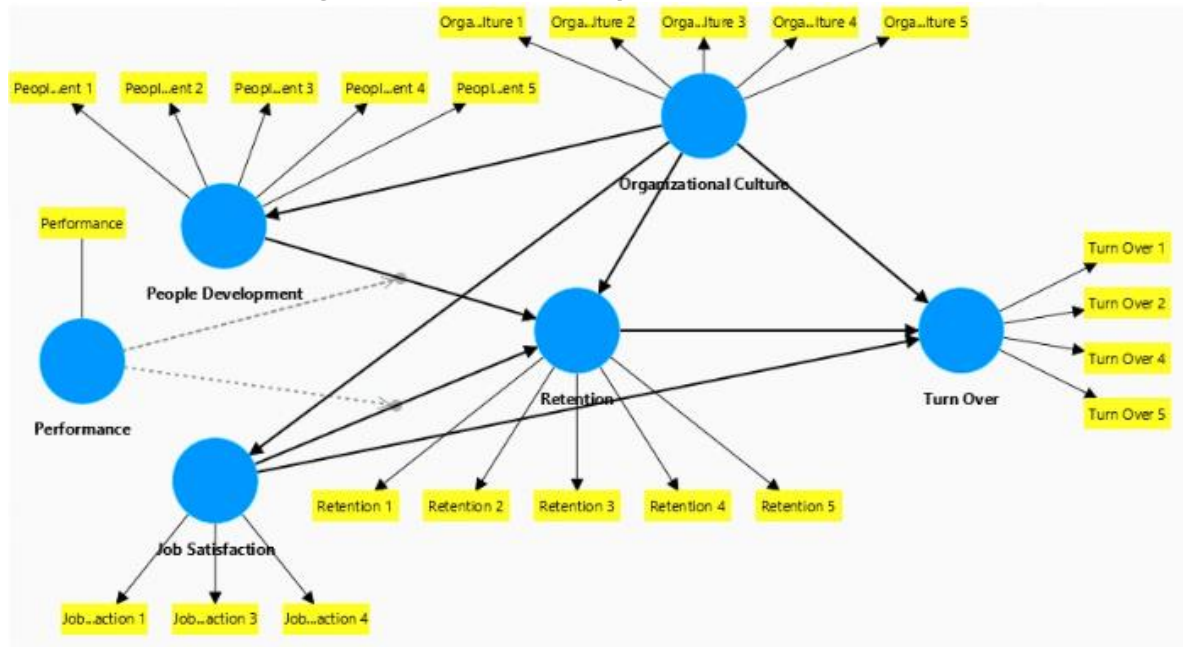 Orga...lture 1
Orga...lture 2
Orga...lture 3
Orga...lture 4
Orga...lture 5
Peopl...ent 1
Peopl...ent 2
Peopl...ent 3
Peopl...ent 4
Peopl...ent 5
Organizational Culture
Performance
People Development
Turn Over 1
Turn Over 2
Turn Over 4
Turn Over 5
Retention
Turn Over
Performance
Retention 1
Retention 2
Retention 3
Retention 4
Retention 5
Job Satisfaction
Job...action 1
Job...action 3
Job...action 4